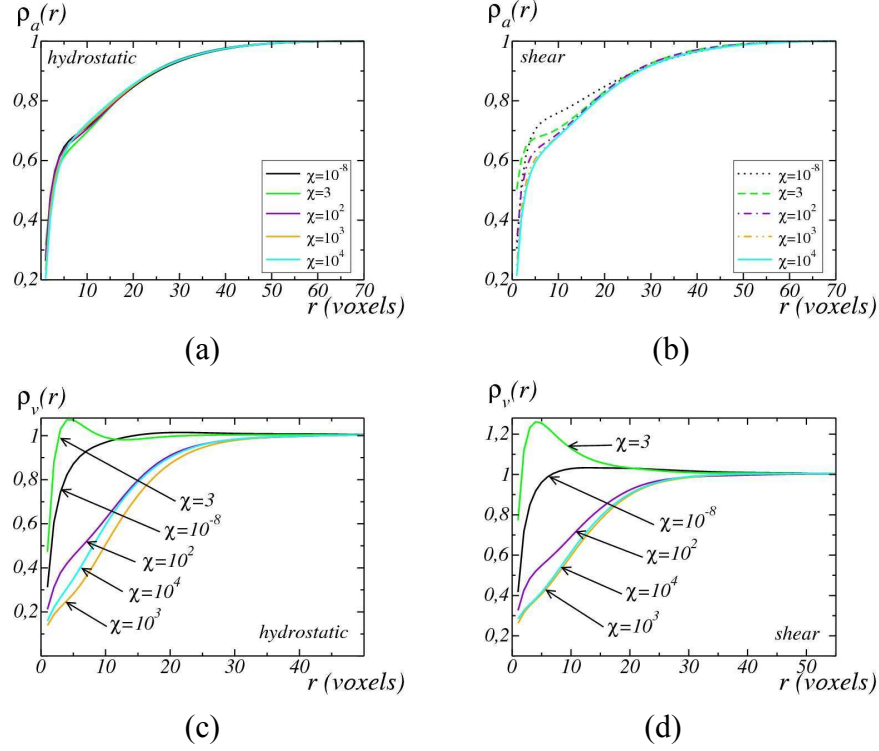 ρa(r)
hydrostatic
1
0,8
0,6
0,4
0,2
χ=10-8
χ=3
χ=102
χ=103
χ=104
10 20 30 40 50 60 70
r (voxels)
(a)
ρa(r)
shear
1
0,8
0,6
0,4
0,2
χ=10-8
χ=3
χ=102
χ=103
χ=104
0 10 20 30 40 50 60 70
r (voxels)
(b)
ρv(r)
1
0,8
0,6
0,4
0,2
χ=3
χ=10-8
χ=102
χ=104
χ=103
hydrostatic
0 10 20 30 40
r (voxels)
(c)
ρv(r)
1,2
1
0,8
0,6
0,4
0,2
χ=3
χ=10-8
χ=102
χ=104
χ=103
shear
0 10 20 30 40 50
r (voxels)
(d)